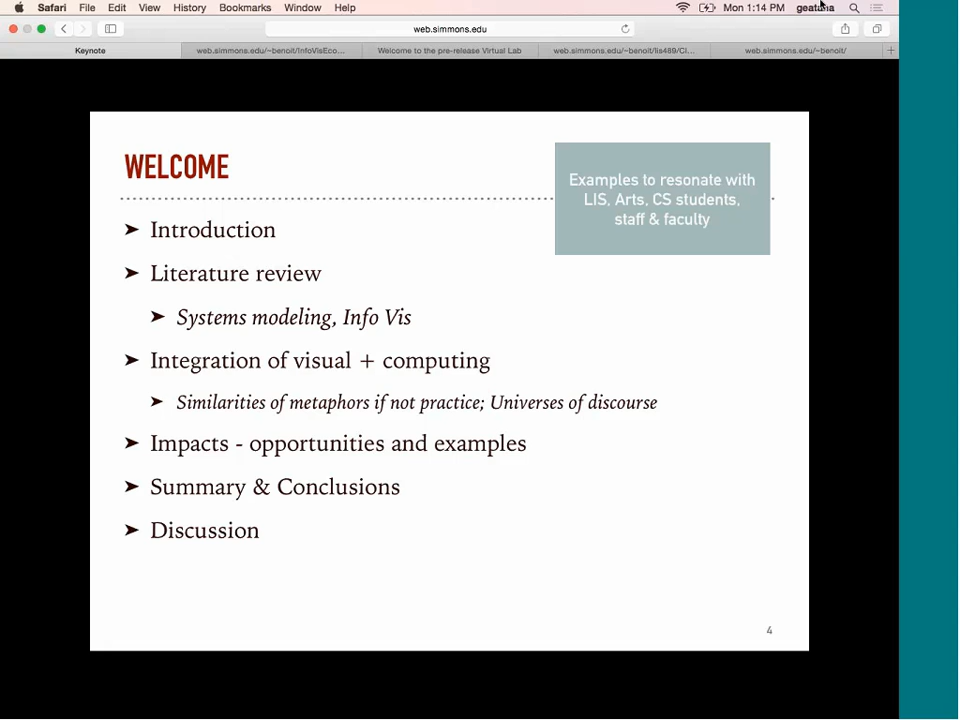 Safari File Edit View History Bookmarks Window Help Mon 1:14 PM
web.simmons.edu
Keynote web.simmons.edu/~benoit/InfoVisEco... Welcome to the pre-release Virtual Lab web.simmons.edu/~benoit/lis489/Cl... web.simmons.edu/~benoit/ +
WELCOME
Examples to resonate with
LIS, Arts, CS students,
staff & faculty
➤ Introduction
➤ Literature review
➤ Systems modeling, Info Vis
➤ Integration of visual + computing
➤ Similarities of metaphors if not practice; Universes of discourse
➤ Impacts - opportunities and examples
➤ Summary & Conclusions
➤ Discussion
4